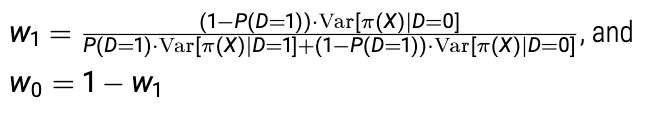 w₁ = (1−P(D=1))·Var[π(X)|D=0] / P(D=1)·Var[π(X)|D=1]+(1−P(D=1))·Var[π(X)|D=0], and
w₀ = 1 − w₁